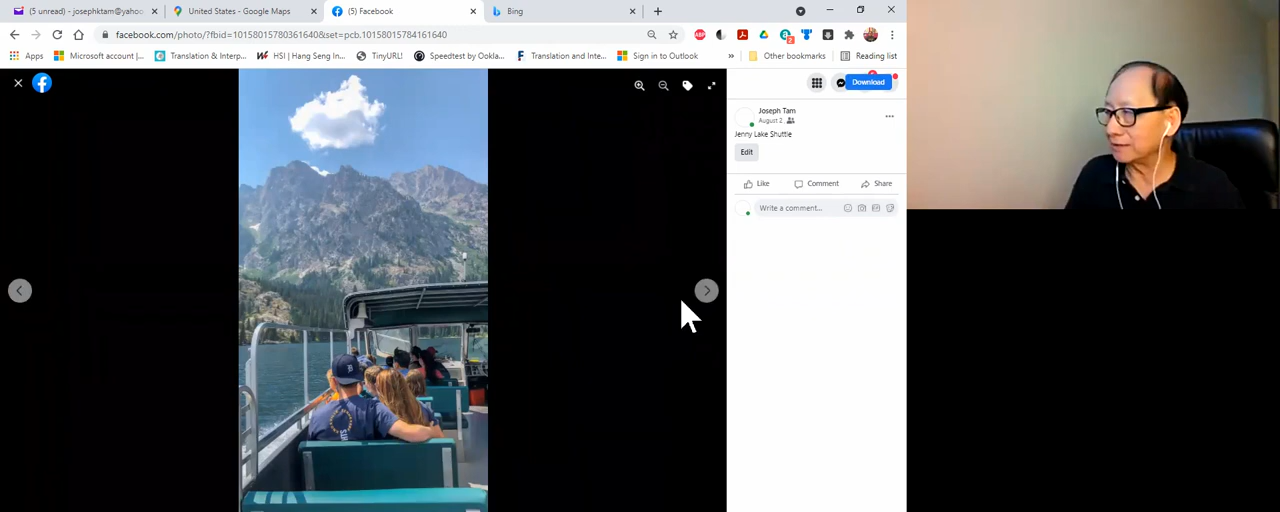 (5 unread) - josephktam@yahoo
United States - Google Maps
(5) Facebook
Bing
facebook.com/photo/?fbid=10158015780361640&set=pcb.10158015784161640
Apps
Microsoft account |...
Translation & Interp...
HSI | Hang Seng In...
TinyURL!
Speedtest by Ookla...
Translation and Inte...
Sign in to Outlook
»
Other bookmarks
Reading list
Download
Joseph Tam
August 2
Jenny Lake Shuttle
Edit
Like
Comment
Share
Write a comment...